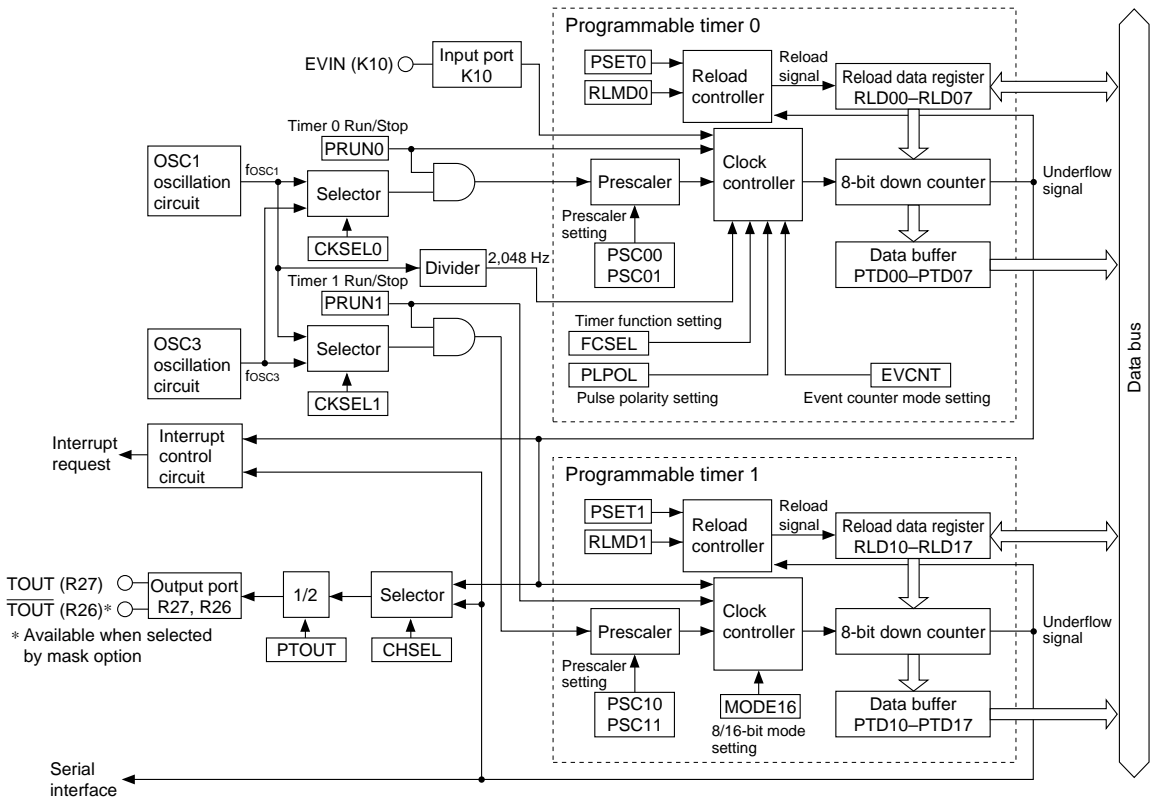 Programmable timer 0
EVIN (K10)
Input port
K10
PSET0
RLMD0
Reload
controller
Reload
signal
Reload data register
RLD00–RLD07
Timer 0 Run/Stop
PRUN0
OSC1
oscillation
circuit
fOSC1
Selector
CKSEL0
Prescaler
Prescaler
setting
PSC00
PSC01
Clock
controller
8-bit down counter
Underflow
signal
Data buffer
PTD00–PTD07
Divider
2,048 Hz
Timer 1 Run/Stop
PRUN1
OSC3
oscillation
circuit
fOSC3
Selector
CKSEL1
Timer function setting
FCSEL
PLPOL
Pulse polarity setting
EVCNT
Event counter mode setting
Data bus
Interrupt
request
Interrupt
control
circuit
Programmable timer 1
PSET1
RLMD1
Reload
controller
Reload
signal
Reload data register
RLD10–RLD17
TOUT (R27)
TOUT (R26)*
Output port
R27, R26
1/2
Selector
PTOUT
CHSEL
* Available when selected
by mask option
Prescaler
Prescaler
setting
PSC10
PSC11
Clock
controller
MODE16
8/16-bit mode
setting
8-bit down counter
Underflow
signal
Data buffer
PTD10–PTD17
Serial
interface